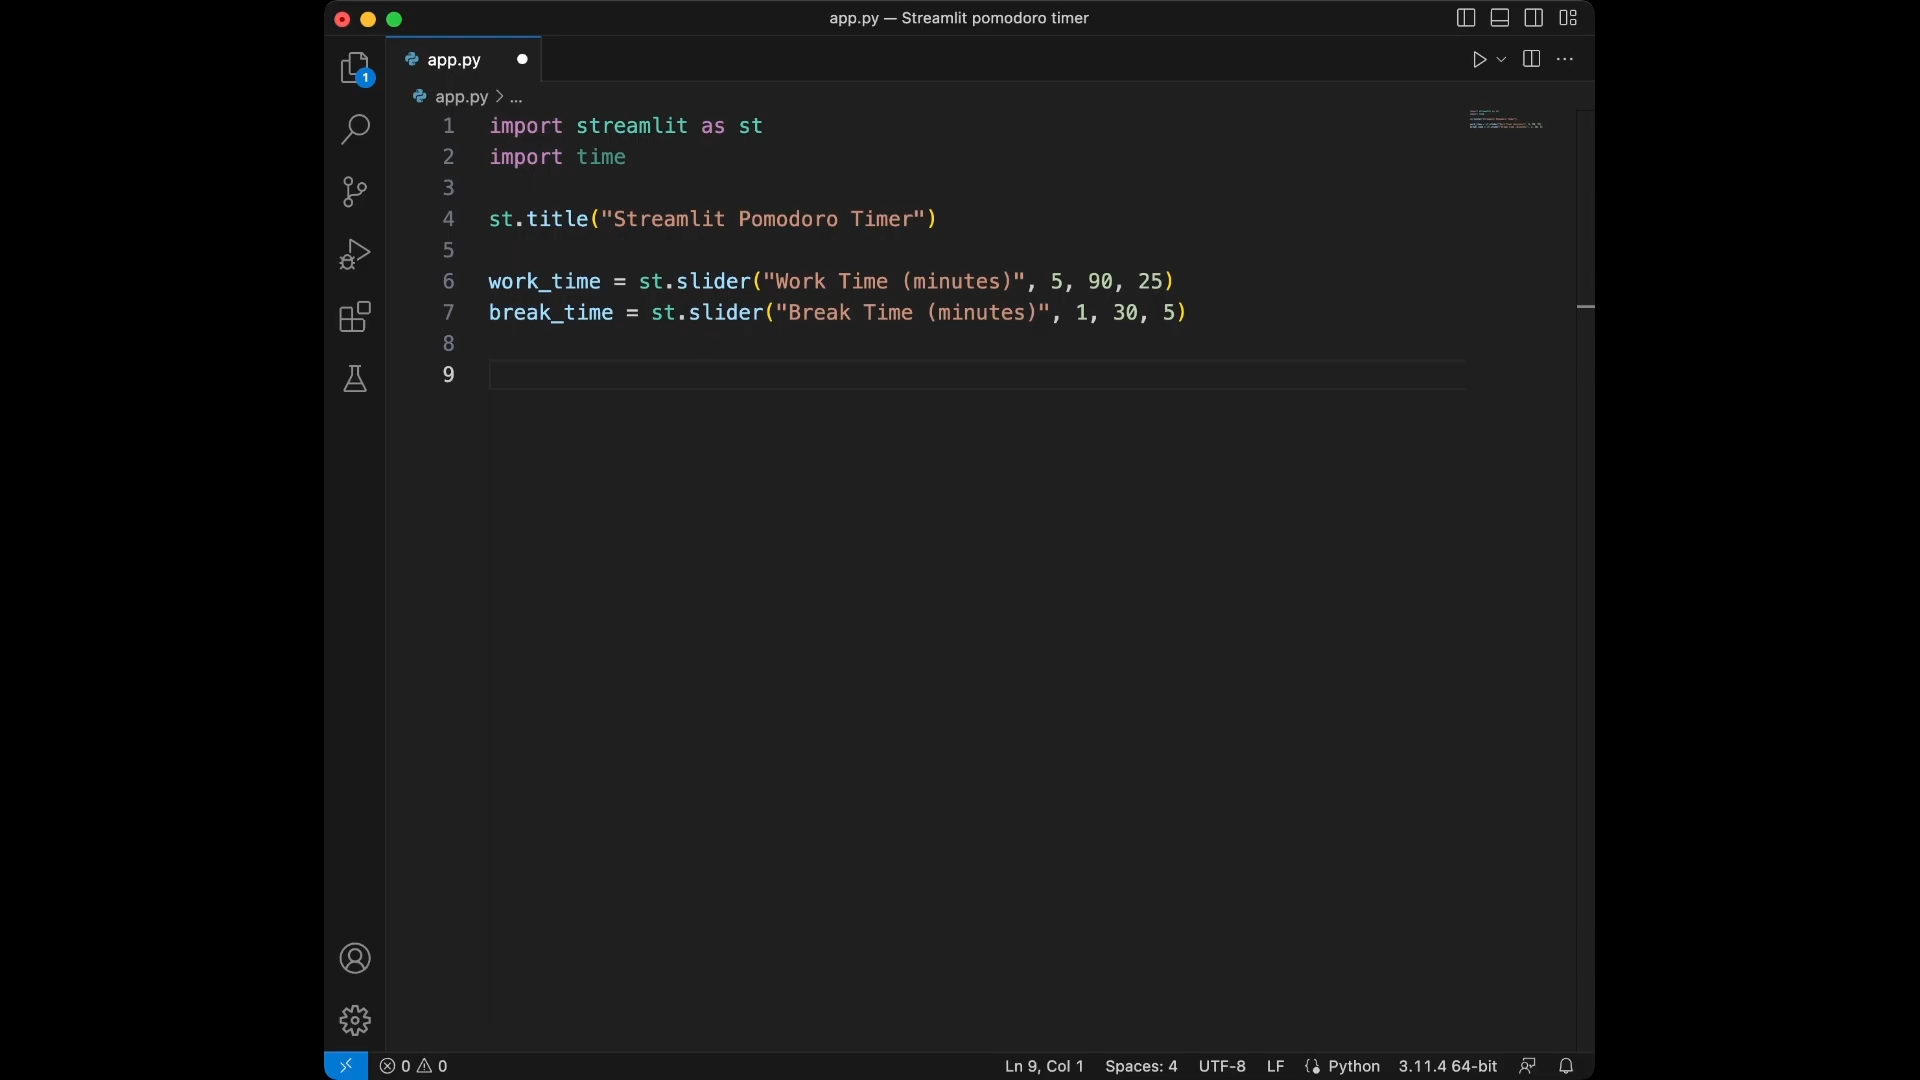 app.py — Streamlit pomodoro timer
app.py
1
app.py > ...
1 import streamlit as st
2 import time
3
4 st.title("Streamlit Pomodoro Timer")
5
6 work_time = st.slider("Work Time (minutes)", 5, 90, 25)
7 break_time = st.slider("Break Time (minutes)", 1, 30, 5)
8
9
0 0 Ln 9, Col 1 Spaces: 4 UTF-8 LF Python 3.11.4 64-bit